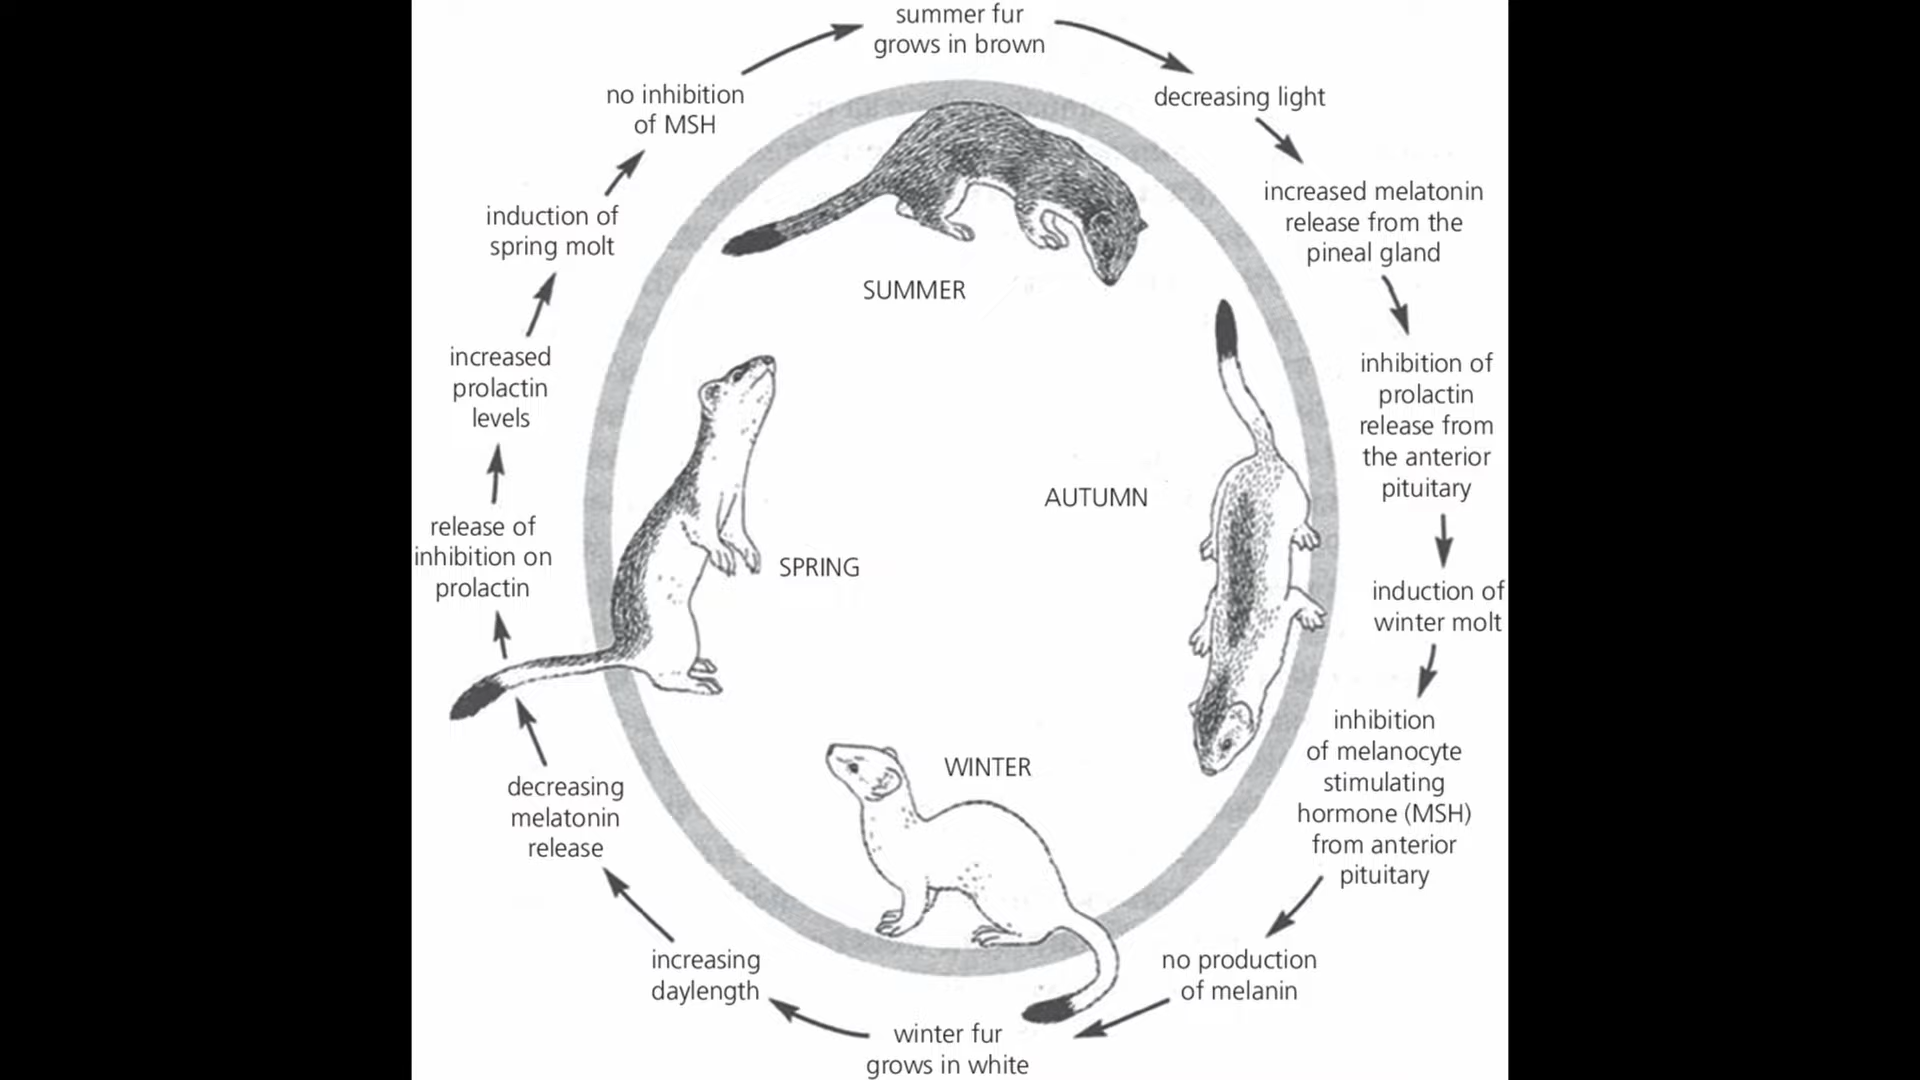 summer fur
grows in brown
decreasing light
increased melatonin
release from the
pineal gland
inhibition of
prolactin
release from
the anterior
pituitary
induction of
winter molt
inhibition
of melanocyte
stimulating
hormone (MSH)
from anterior
pituitary
no production
of melanin
winter fur
grows in white
increasing
daylength
decreasing
melatonin
release
release of
inhibition on
prolactin
increased
prolactin
levels
induction of
spring molt
no inhibition
of MSH
SUMMER
AUTUMN
WINTER
SPRING